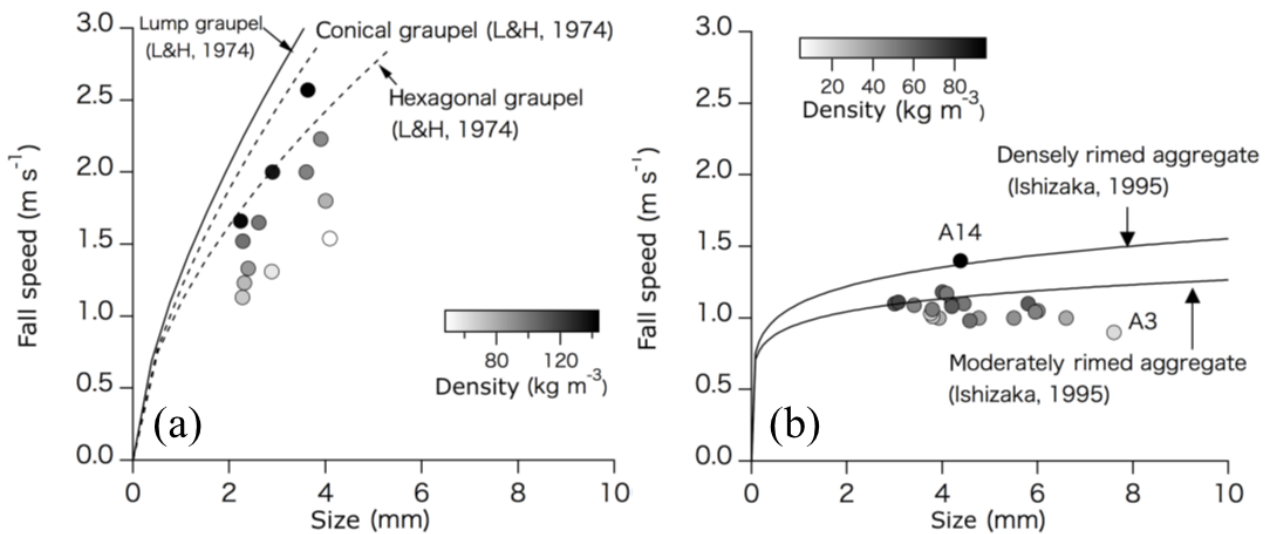 Lump graupel
(L&H, 1974)
Conical graupel (L&H, 1974)
Hexagonal graupel
(L&H, 1974)
3.0
2.5
2.0
1.5
1.0
0.5
0.0
Fall speed (m s-1)
80
120
Density (kg m-3)
(a)
0
2
4
6
8
10
Size (mm)
3.0
2.5
2.0
1.5
1.0
0.5
0.0
Fall speed (m s-1)
20
40
60
80
Density (kg m-3)
Densely rimed aggregate
(Ishizaka, 1995)
A14
A3
Moderately rimed aggregate
(Ishizaka, 1995)
(b)
0
2
4
6
8
10
Size (mm)